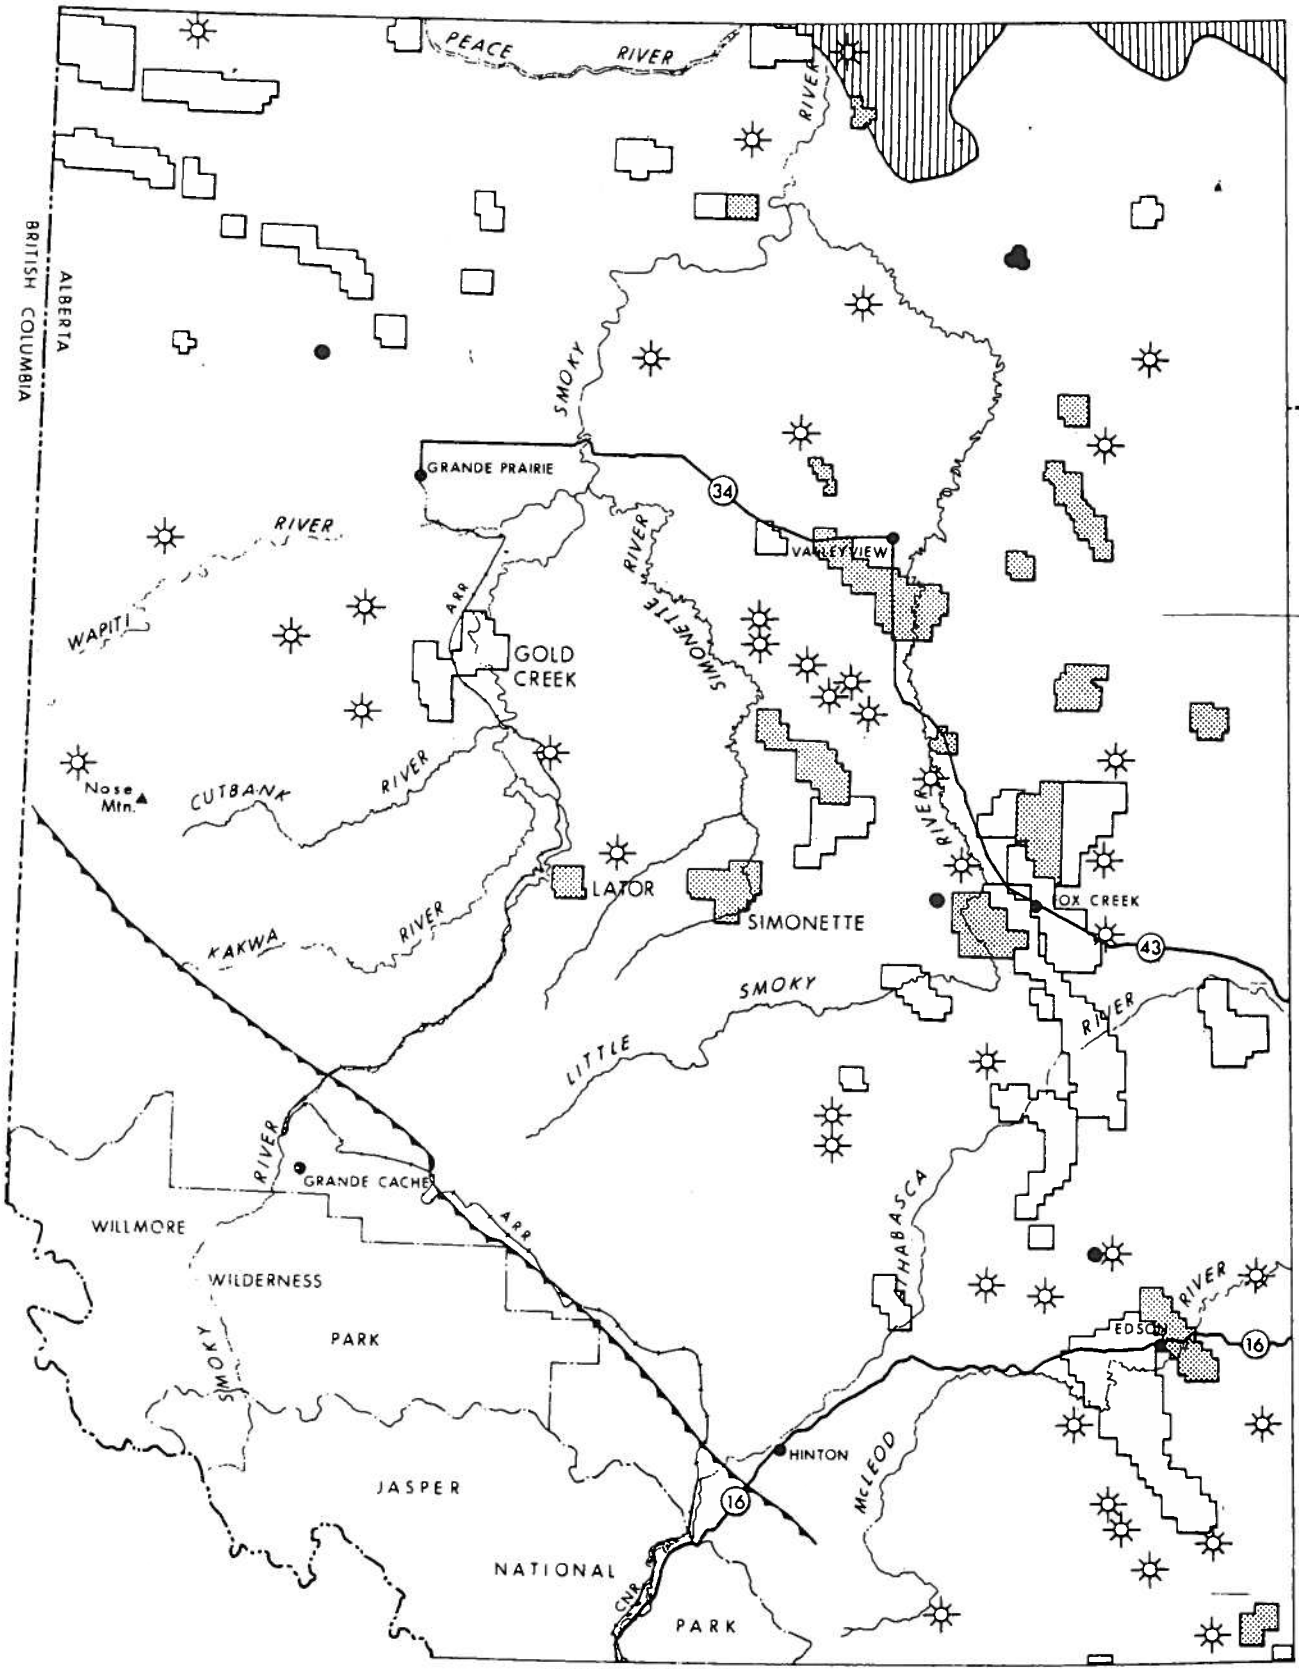 PEACE RIVER
RIVER
BRITISH COLUMBIA
ALBERTA
SMOKY
GRANDE PRAIRIE
34
RIVER
WAPITI
RIVER
SIMONETTE
VALLEYVIEW
ARR
GOLD
CREEK
Nose
Mtn.
CUTBANK RIVER
RIVER
LATOR
SIMONETTE
FOX CREEK
43
KAKWA RIVER
LITTLE SMOKY
RIVER
RIVER
GRANDE CACHE
ARR
WILLMORE
WILDERNESS
PARK
SMOKY
ATHABASCA
RIVER
EDSON
16
HINTON
McLEOD
JASPER
16
NATIONAL
CNR
PARK